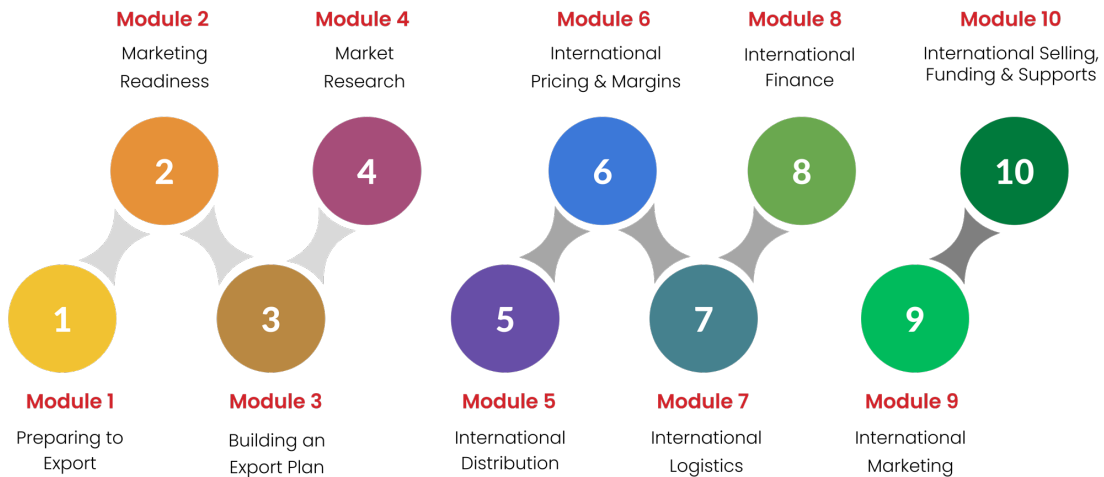 Module 2
Marketing
Readiness
Module 4
Market
Research
Module 6
International
Pricing & Margins
Module 8
International
Finance
Module 10
International Selling,
Funding & Supports
2
4
6
8
10
1
3
5
7
9
Module 1
Preparing to
Export
Module 3
Building an
Export Plan
Module 5
International
Distribution
Module 7
International
Logistics
Module 9
International
Marketing